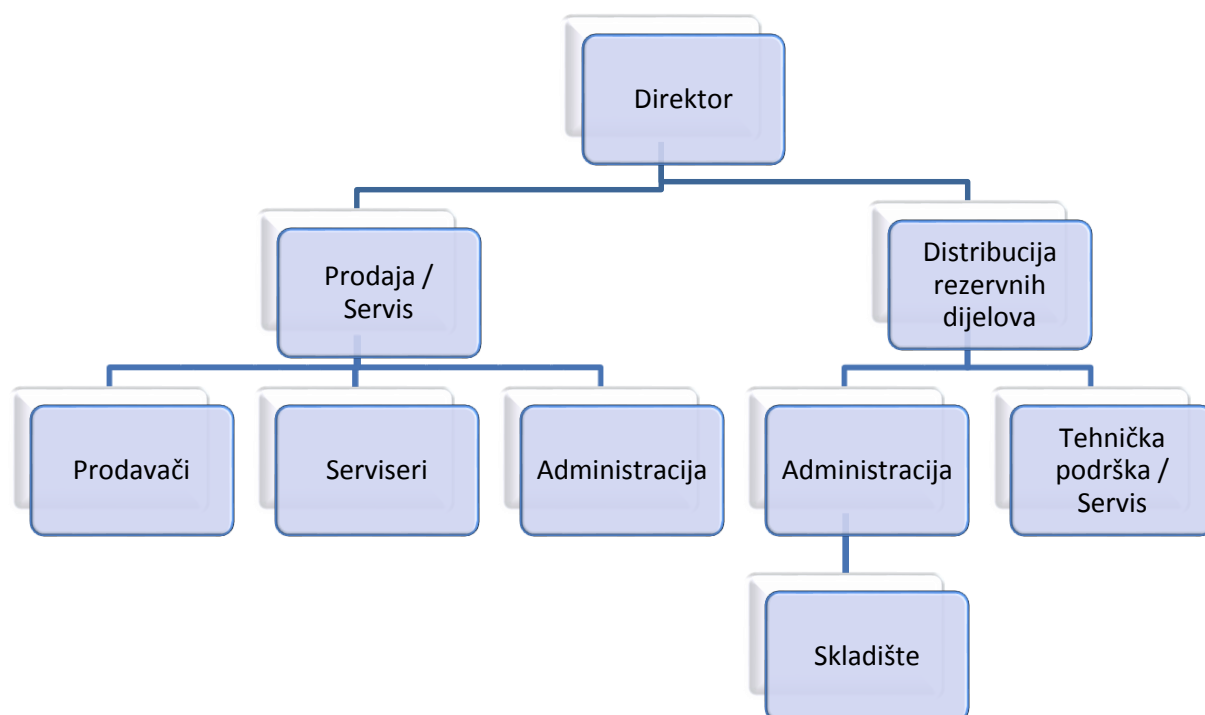 Direktor
Prodaja /
Servis
Distribucija
rezervnih
dijelova
Prodavači
Serviseri
Administracija
Administracija
Tehnička
podrška /
Servis
Skladište